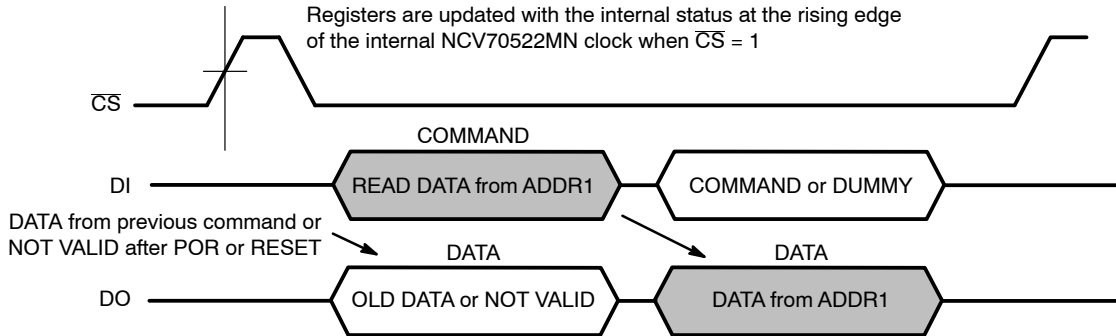 Registers are updated with the internal status at the rising edge
of the internal NCV70522MN clock when C̅S̅ = 1
C̅S̅
COMMAND
DI
READ DATA from ADDR1
COMMAND or DUMMY
DATA from previous command or
NOT VALID after POR or RESET
DATA
DATA
DO
OLD DATA or NOT VALID
DATA from ADDR1